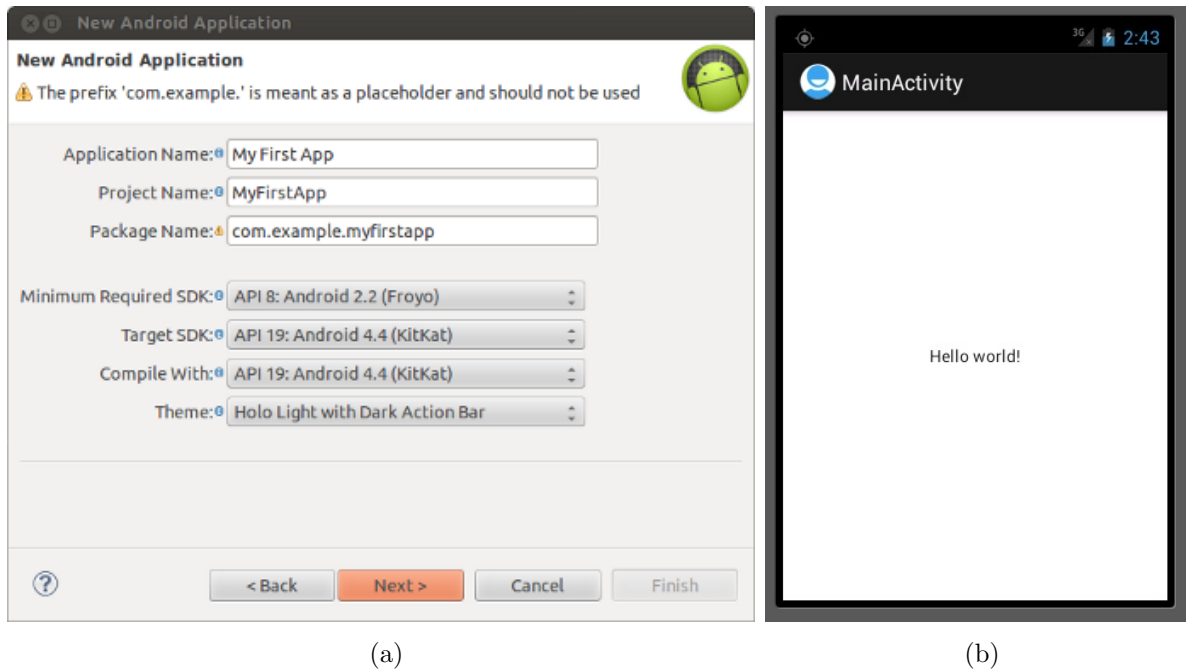 New Android Application
New Android Application
The prefix 'com.example.' is meant as a placeholder and should not be used
Application Name: My First App
Project Name: MyFirstApp
Package Name: com.example.myfirstapp
Minimum Required SDK: API 8: Android 2.2 (Froyo)
Target SDK: API 19: Android 4.4 (KitKat)
Compile With: API 19: Android 4.4 (KitKat)
Theme: Holo Light with Dark Action Bar
? < Back Next > Cancel Finish
(a)
3G 2:43
MainActivity
Hello world!
(b)